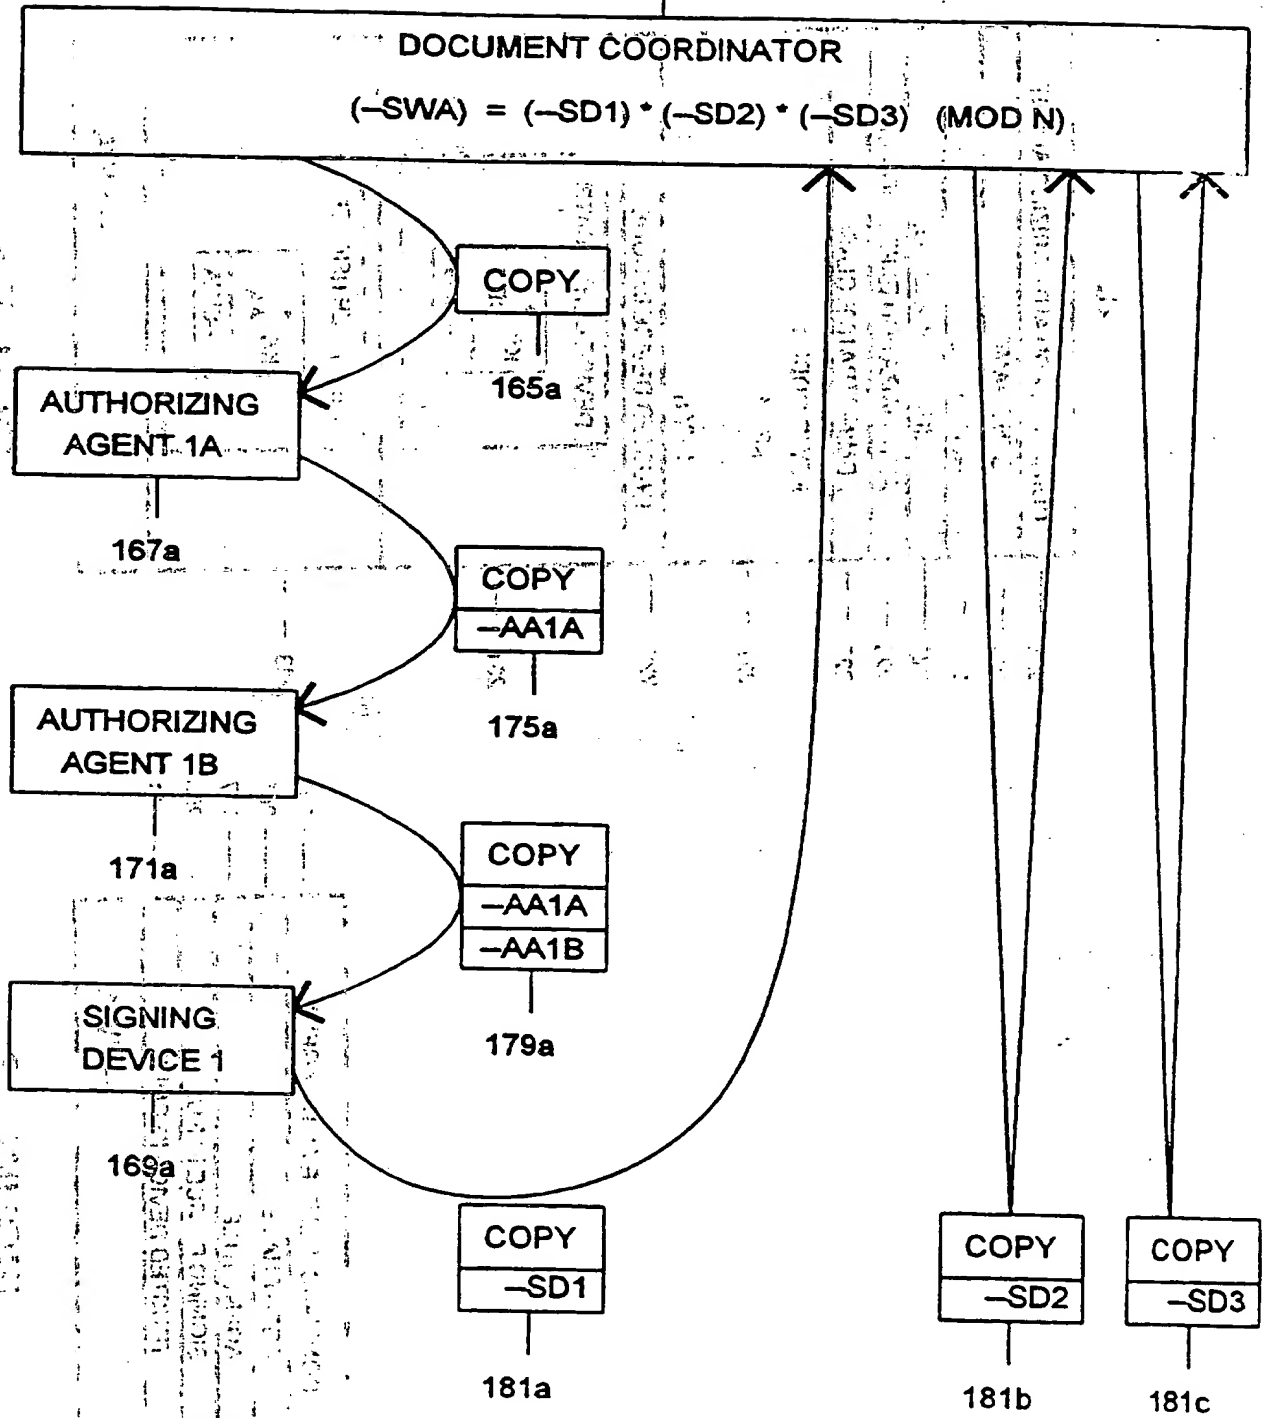 DOCUMENT COORDINATOR
(–SWA) = (–SD1) * (–SD2) * (–SD3) (MOD N)
COPY
165a
AUTHORIZING
AGENT 1A
167a
COPY
–AA1A
175a
AUTHORIZING
AGENT 1B
171a
COPY
–AA1A
–AA1B
179a
SIGNING
DEVICE 1
169a
COPY
–SD1
181a
COPY
–SD2
181b
COPY
–SD3
181c